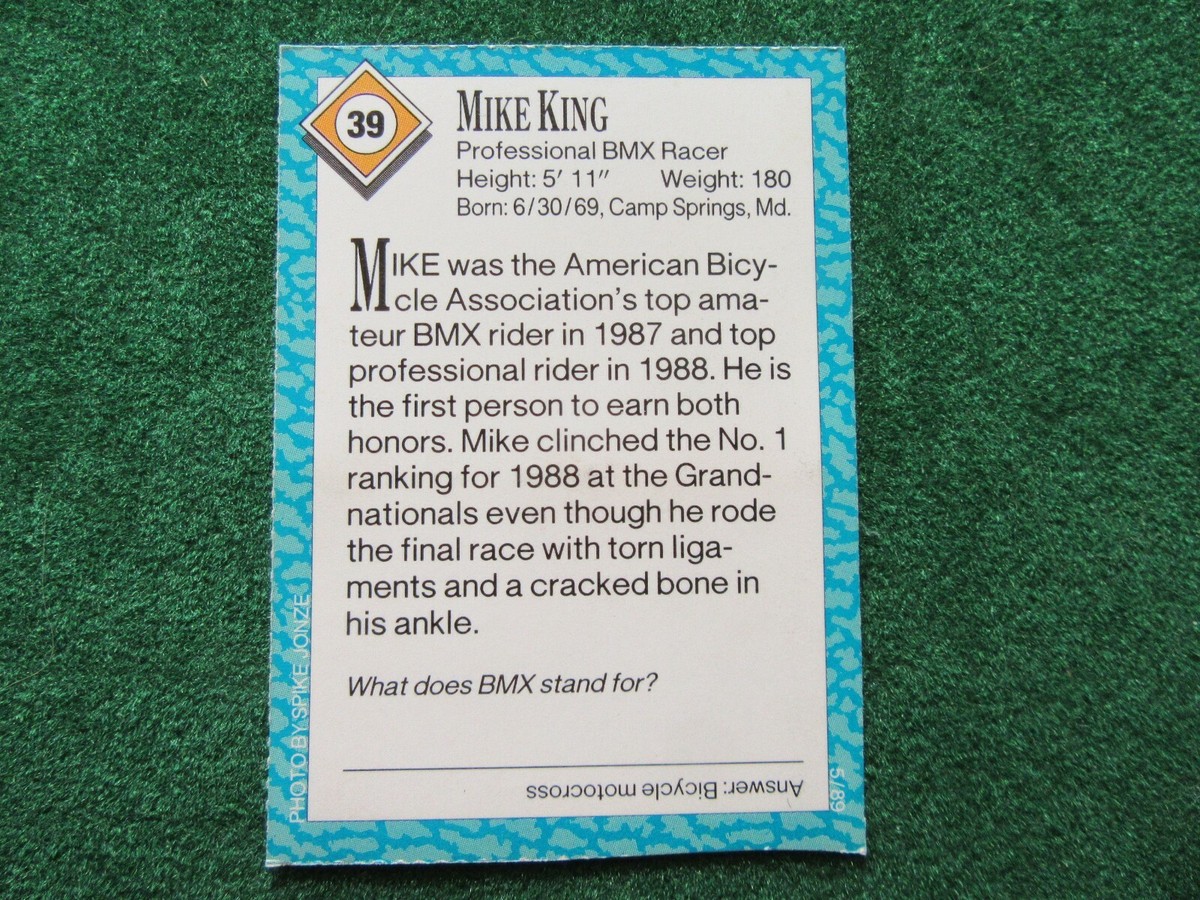 39
MIKE KING
Professional BMX Racer
Height: 5' 11" Weight: 180
Born: 6/30/69, Camp Springs, Md.
MIKE was the American Bicy-
cle Association's top ama-
teur BMX rider in 1987 and top
professional rider in 1988. He is
the first person to earn both
honors. Mike clinched the No. 1
ranking for 1988 at the Grand-
nationals even though he rode
the final race with torn liga-
ments and a cracked bone in
his ankle.
What does BMX stand for?
Answer: Bicycle motocross
PHOTO BY SPIKE JONZE
5/89